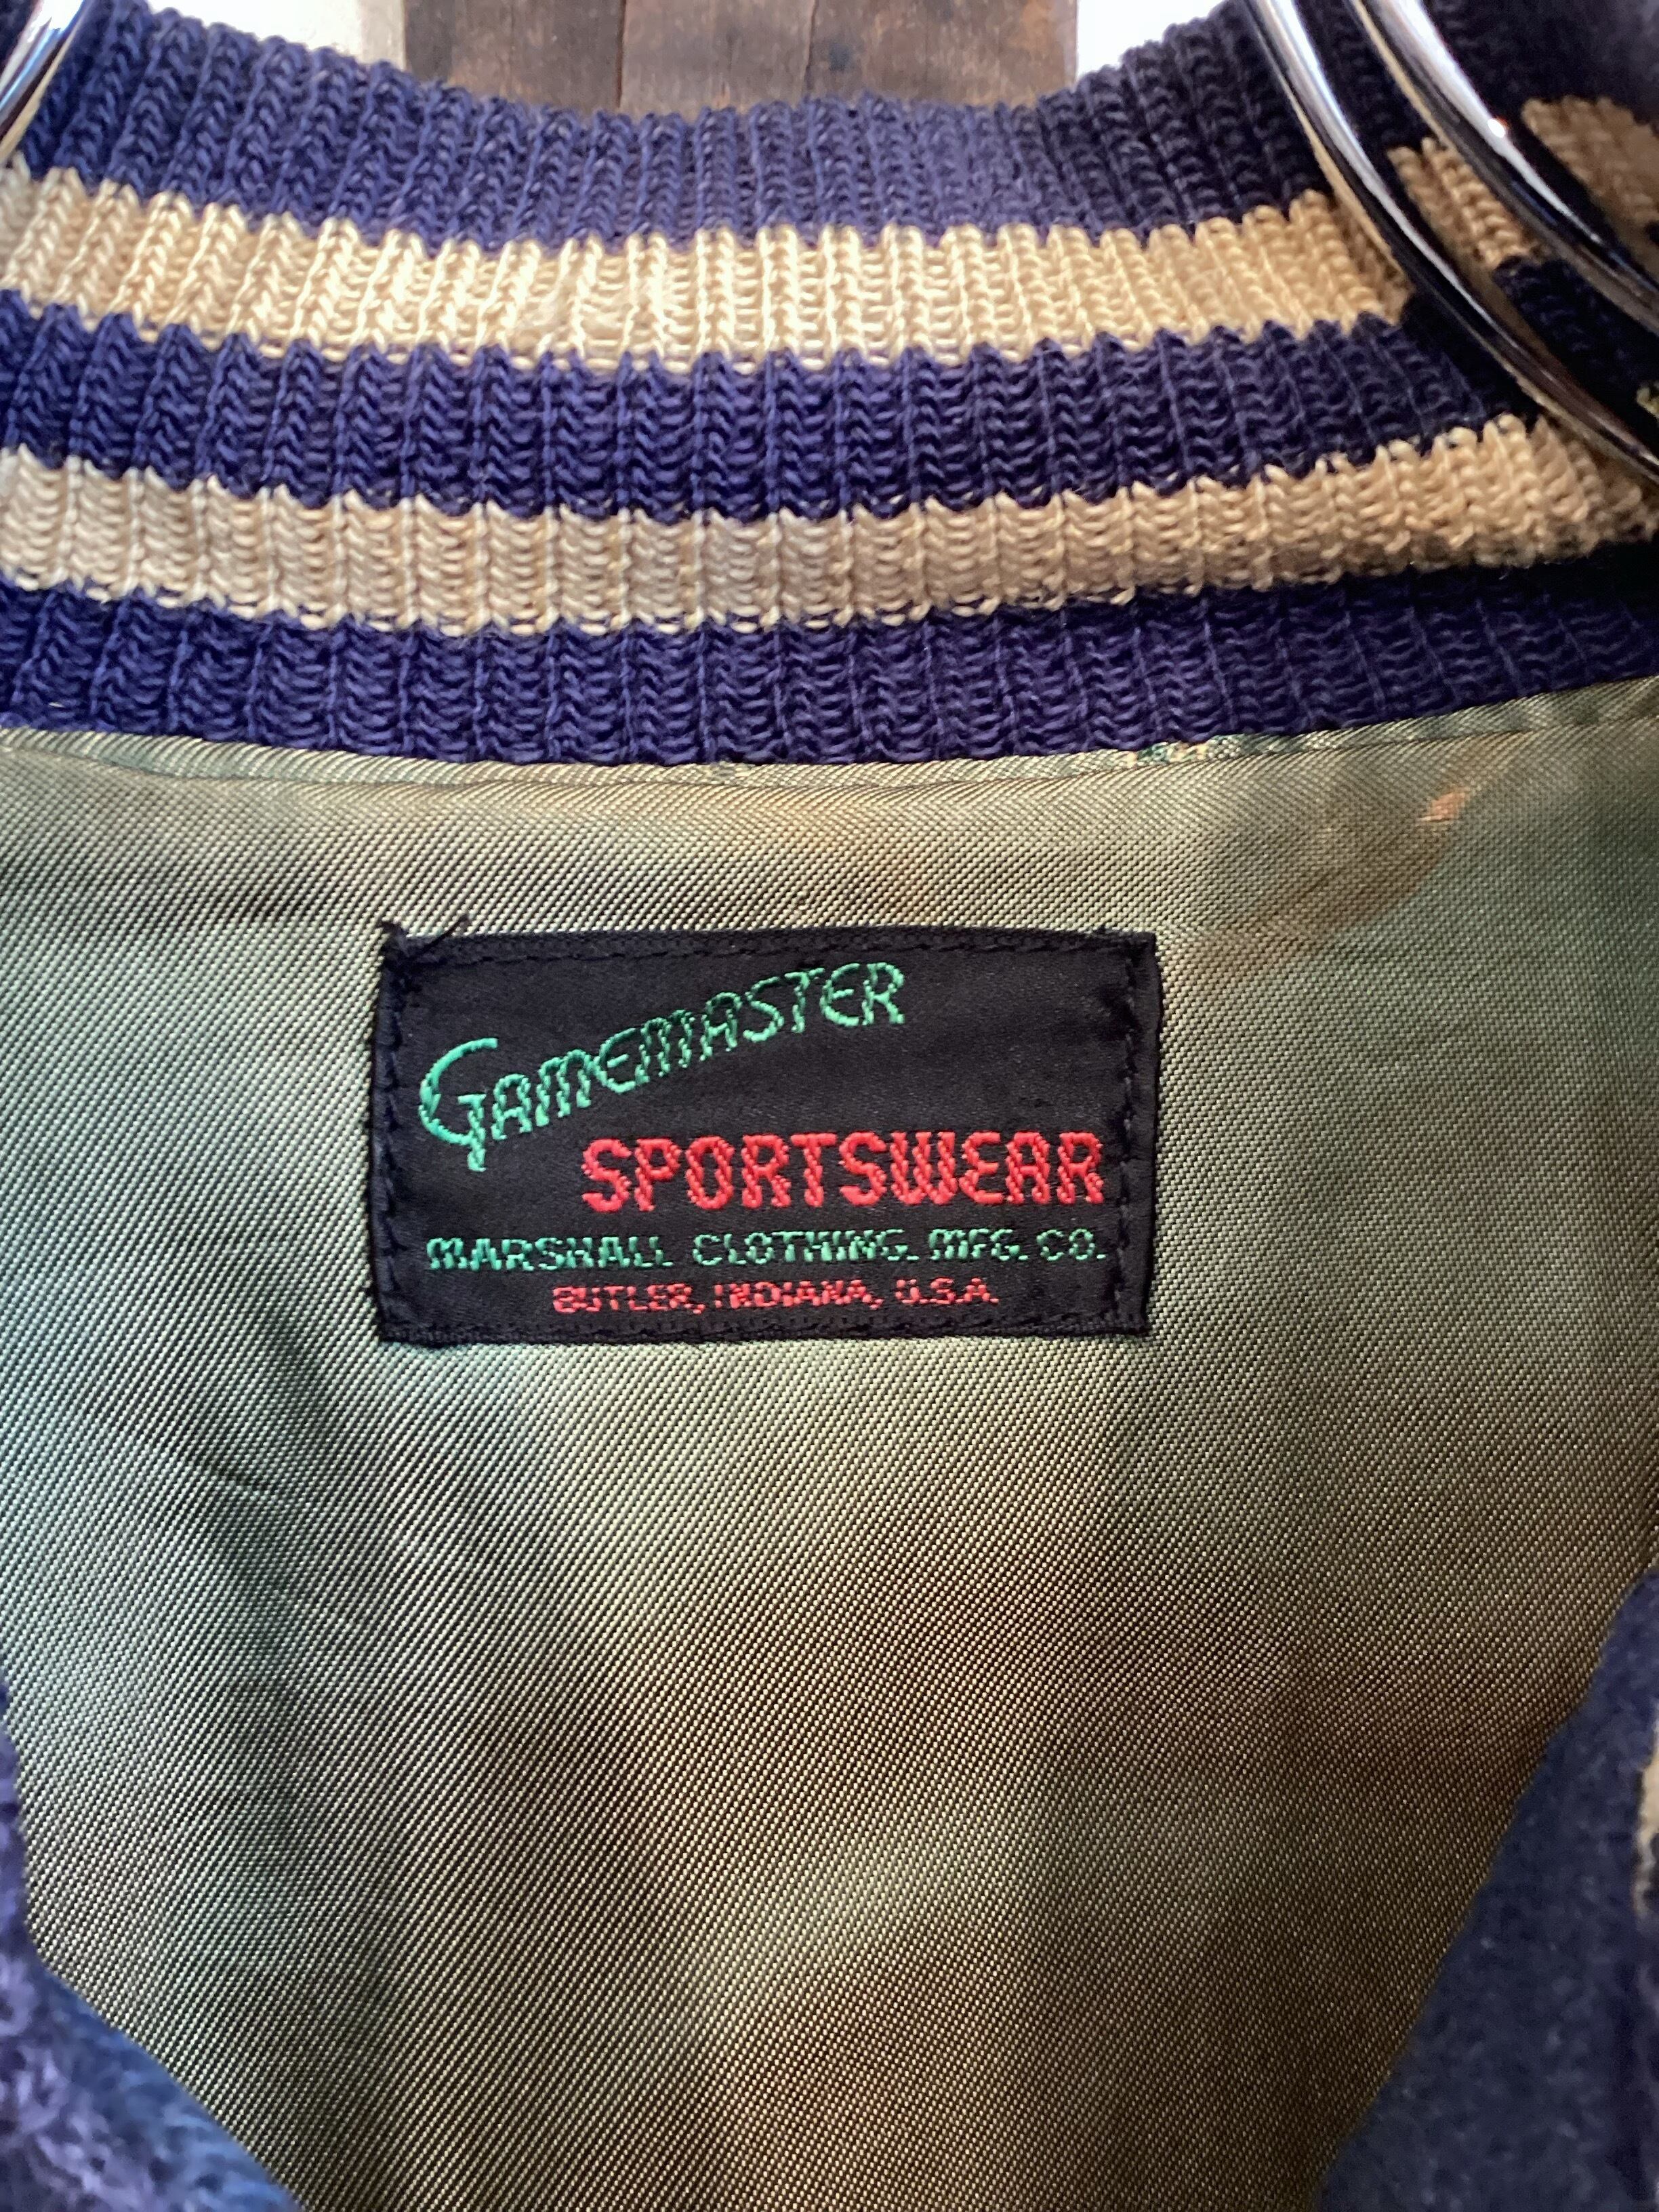 GAMEMASTER
SPORTSWEAR
MARSHALL CLOTHING. MFG. CO.
BUTLER, INDIANA, U.S.A.